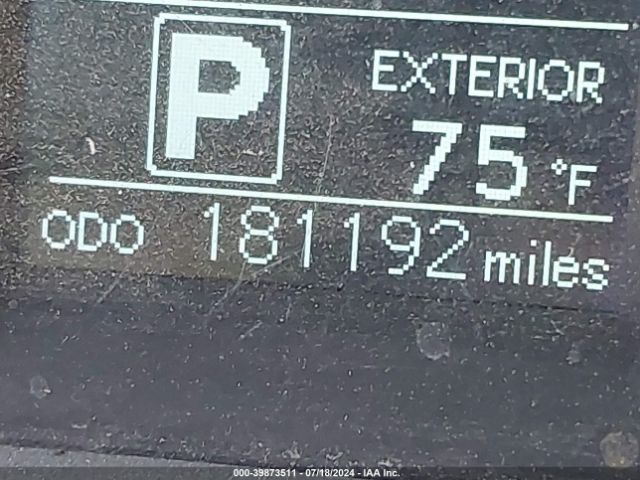 P
EXTERIOR
75 °F
ODO 181192 miles
000-39873511 - 07/18/2024 - IAA Inc.